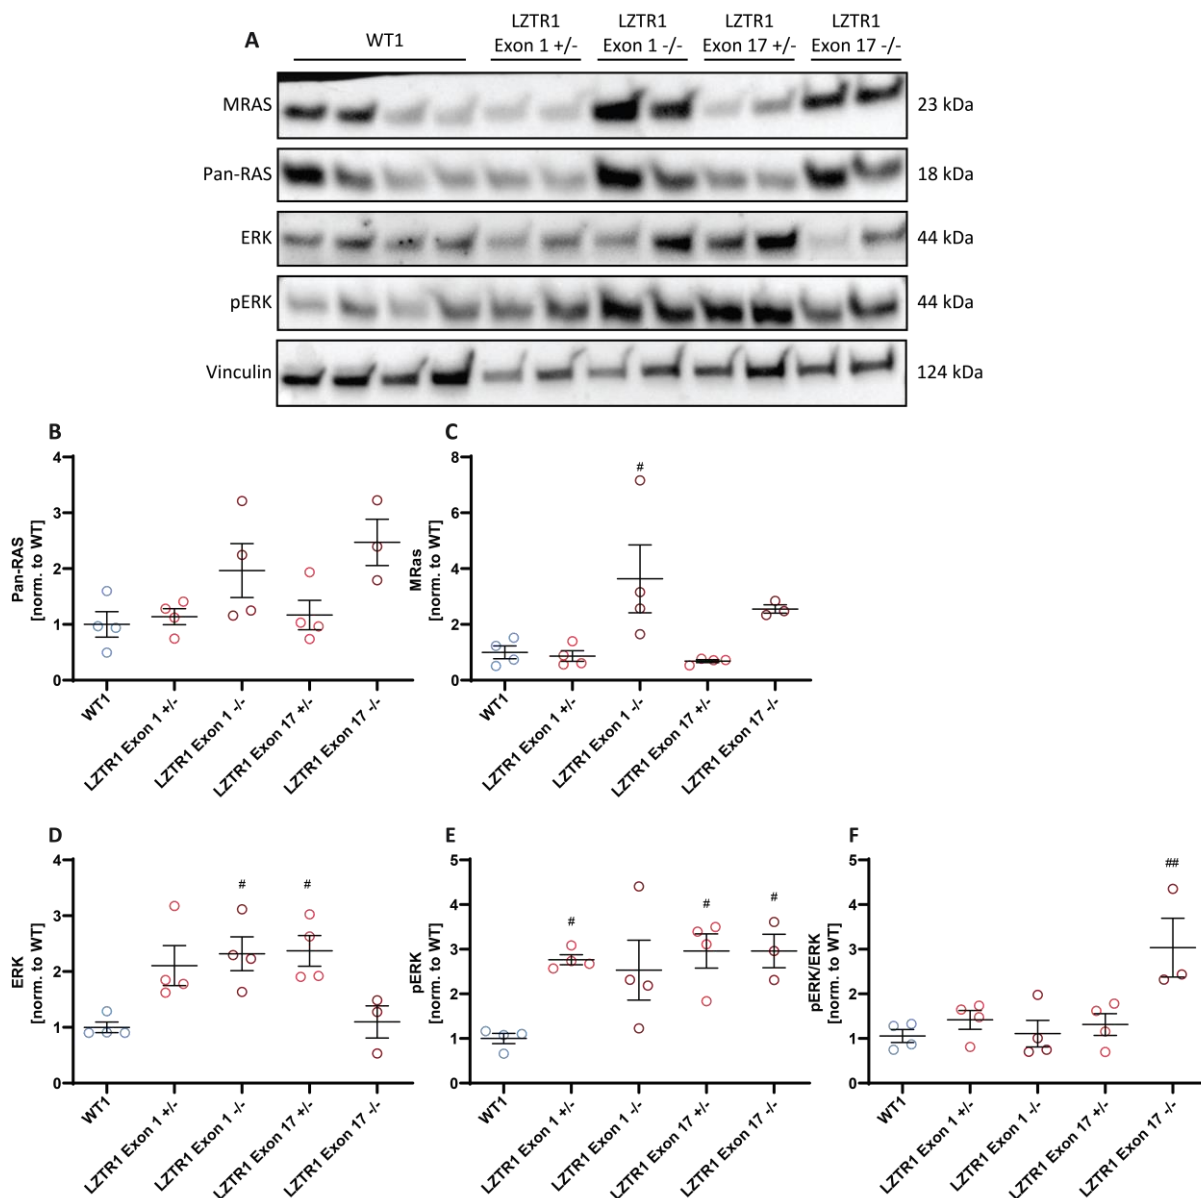 A
WT1
LZTR1
Exon 1 +/-
LZTR1
Exon 1 -/-
LZTR1
Exon 17 +/-
LZTR1
Exon 17 -/-
MRAS
23 kDa
Pan-RAS
18 kDa
ERK
44 kDa
pERK
44 kDa
Vinculin
124 kDa
B
Pan-RAS
[norm. to WT]
4
3
2
1
0
WT1
LZTR1 Exon 1 +/-
LZTR1 Exon 1 -/-
LZTR1 Exon 17 +/-
LZTR1 Exon 17 -/-
C
MRas
[norm. to WT]
8
6
4
2
0
#
WT1
LZTR1 Exon 1 +/-
LZTR1 Exon 1 -/-
LZTR1 Exon 17 +/-
LZTR1 Exon 17 -/-
D
ERK
[norm. to WT]
4
3
2
1
0
# #
WT1
LZTR1 Exon 1 +/-
LZTR1 Exon 1 -/-
LZTR1 Exon 17 +/-
LZTR1 Exon 17 -/-
E
pERK
[norm. to WT]
5
4
3
2
1
0
# # #
WT1
LZTR1 Exon 1 +/-
LZTR1 Exon 1 -/-
LZTR1 Exon 17 +/-
LZTR1 Exon 17 -/-
F
pERK/ERK
[norm. to WT]
5
4
3
2
1
0
##
WT1
LZTR1 Exon 1 +/-
LZTR1 Exon 1 -/-
LZTR1 Exon 17 +/-
LZTR1 Exon 17 -/-